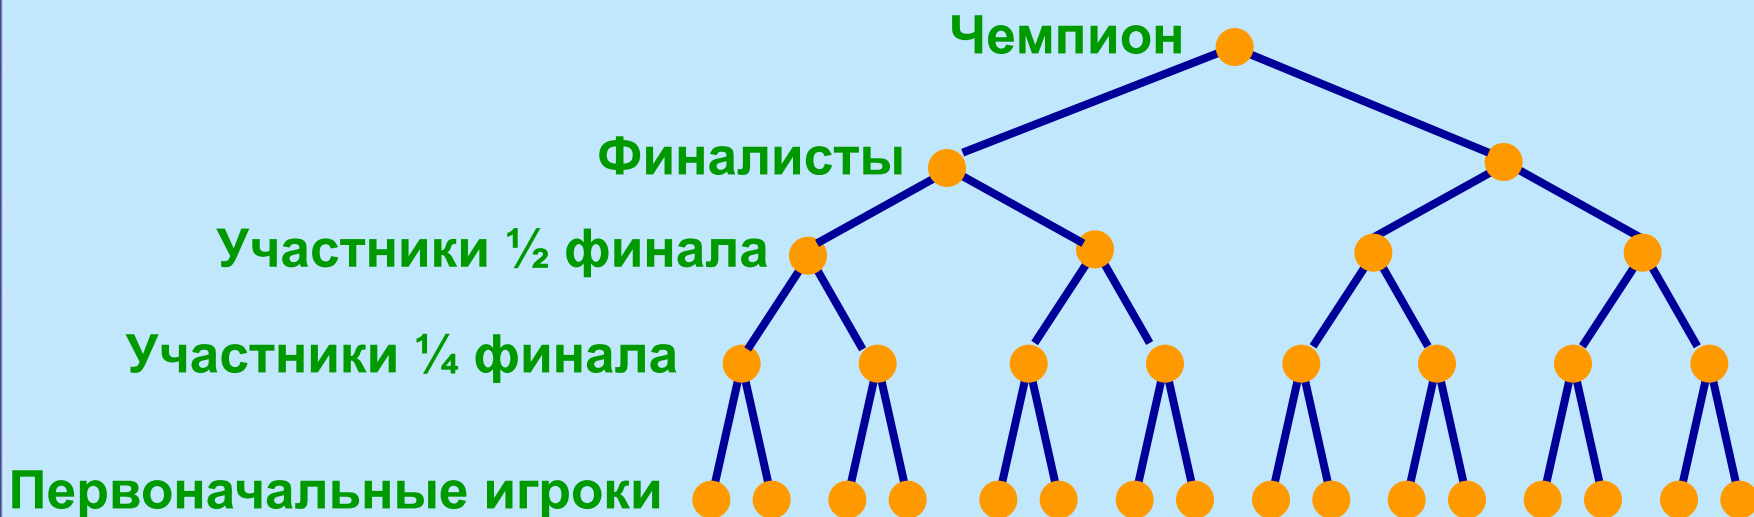 Чемпион
Финалисты
Участники ½ финала
Участники ¼ финала
Первоначальные игроки